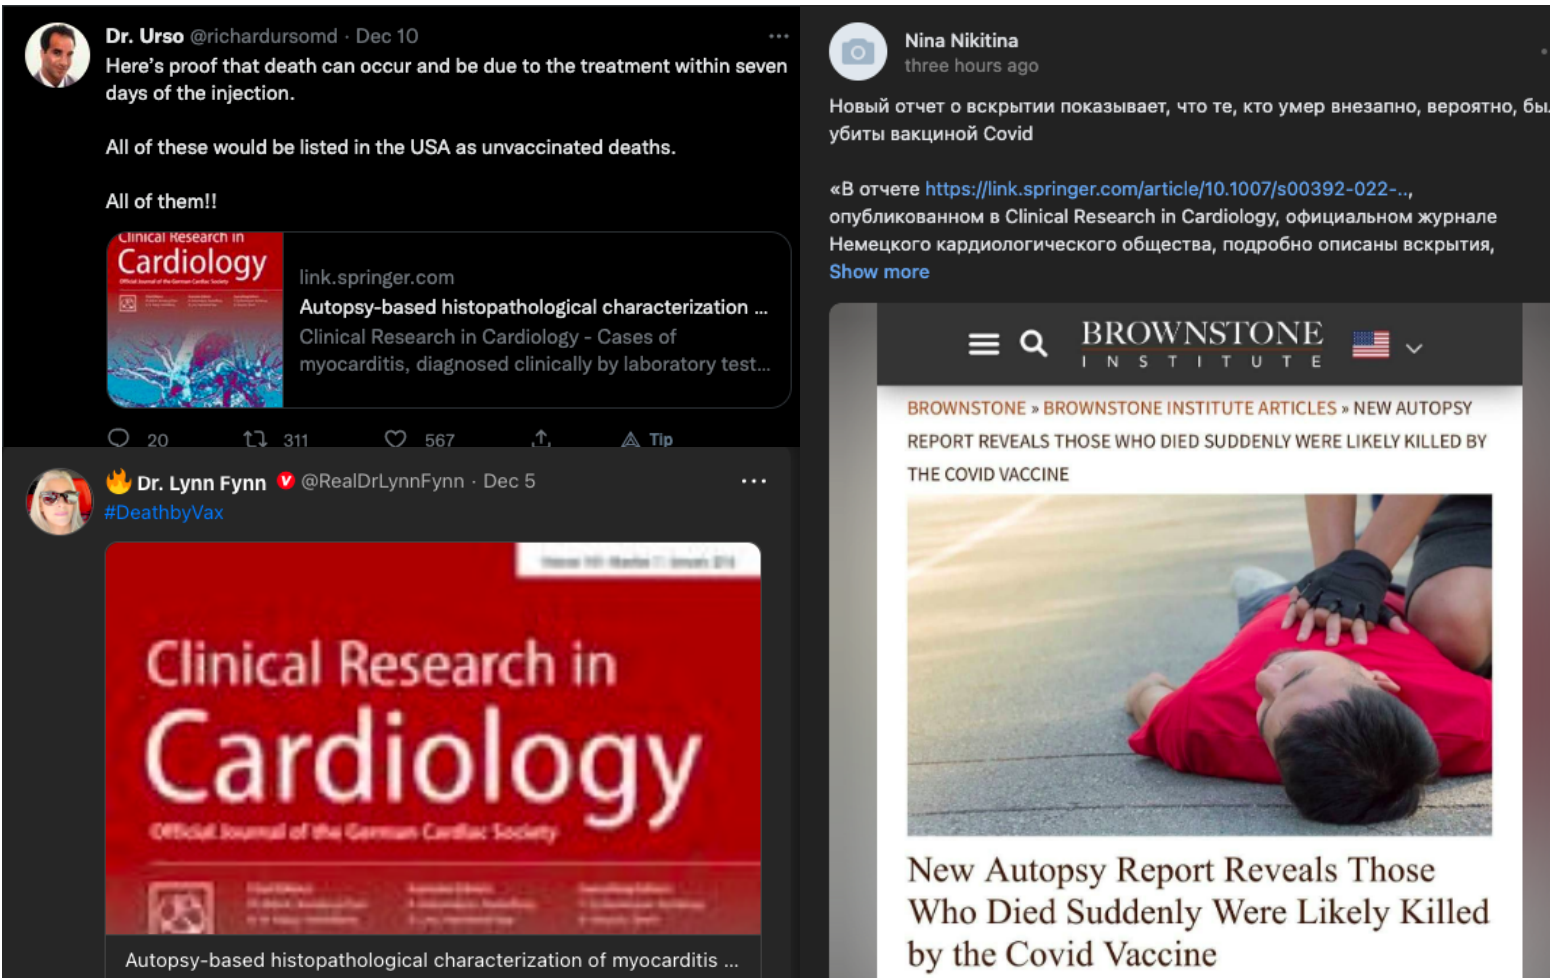 Dr. Urso @richardursomd · Dec 10
Here's proof that death can occur and be due to the treatment within seven
days of the injection.
All of these would be listed in the USA as unvaccinated deaths.
All of them!!
Clinical Research in
Cardiology
Official Journal of the German Cardiac Society
link.springer.com
Autopsy-based histopathological characterization ...
Clinical Research in Cardiology - Cases of
myocarditis, diagnosed clinically by laboratory test...
20 311 567 Tip
Dr. Lynn Fynn @RealDrLynnFynn · Dec 5
#DeathbyVax
Clinical Research in
Cardiology
Official Journal of the German Cardiac Society
Autopsy-based histopathological characterization of myocarditis ...
Nina Nikitina
three hours ago
Новый отчет о вскрытии показывает, что те, кто умер внезапно, вероятно, бы
убиты вакциной Covid
«В отчете https://link.springer.com/article/10.1007/s00392-022-..,
опубликованном в Clinical Research in Cardiology, официальном журнале
Немецкого кардиологического общества, подробно описаны вскрытия,
Show more
BROWNSTONE
INSTITUTE
BROWNSTONE » BROWNSTONE INSTITUTE ARTICLES » NEW AUTOPSY
REPORT REVEALS THOSE WHO DIED SUDDENLY WERE LIKELY KILLED BY
THE COVID VACCINE
New Autopsy Report Reveals Those
Who Died Suddenly Were Likely Killed
by the Covid Vaccine